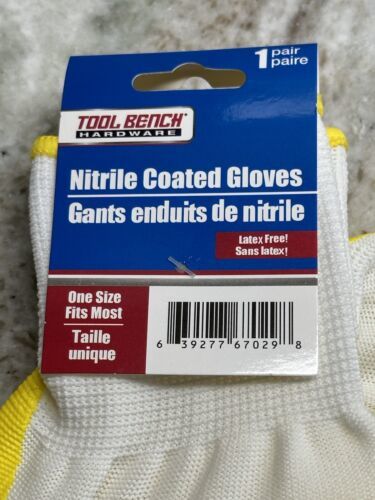 1 pair
paire
TOOL BENCH®
HARDWARE
Nitrile Coated Gloves
Gants enduits de nitrile
Latex Free!
Sans latex!
One Size
Fits Most
Taille
unique
6 39277 67029 8